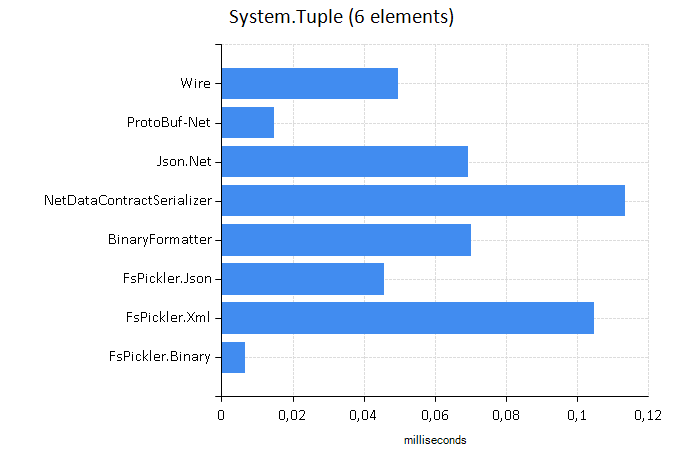 System.Tuple (6 elements)
Wire
ProtoBuf-Net
Json.Net
NetDataContractSerializer
BinaryFormatter
FsPickler.Json
FsPickler.Xml
FsPickler.Binary
0 0,02 0,04 0,06 0,08 0,1 0,12
milliseconds